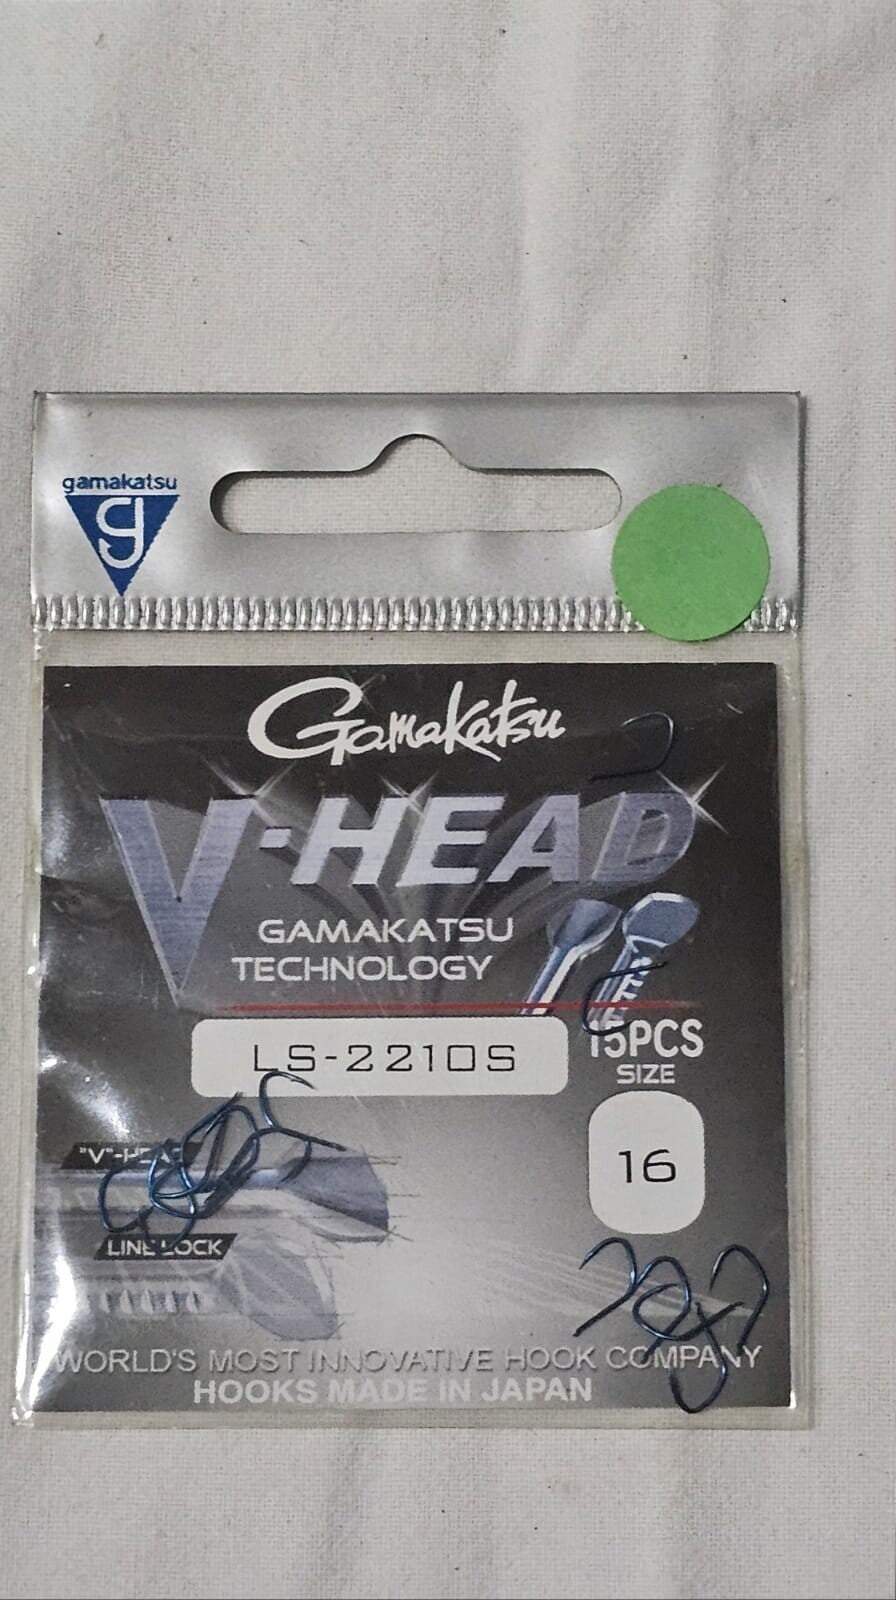 gamakatsu
g
Gamakatsu
V-HEAD
GAMAKATSU
TECHNOLOGY
LS-2210S
15PCS
SIZE
16
"V"-HEAD
LINE LOCK
WORLD'S MOST INNOVATIVE HOOK COMPANY
HOOKS MADE IN JAPAN